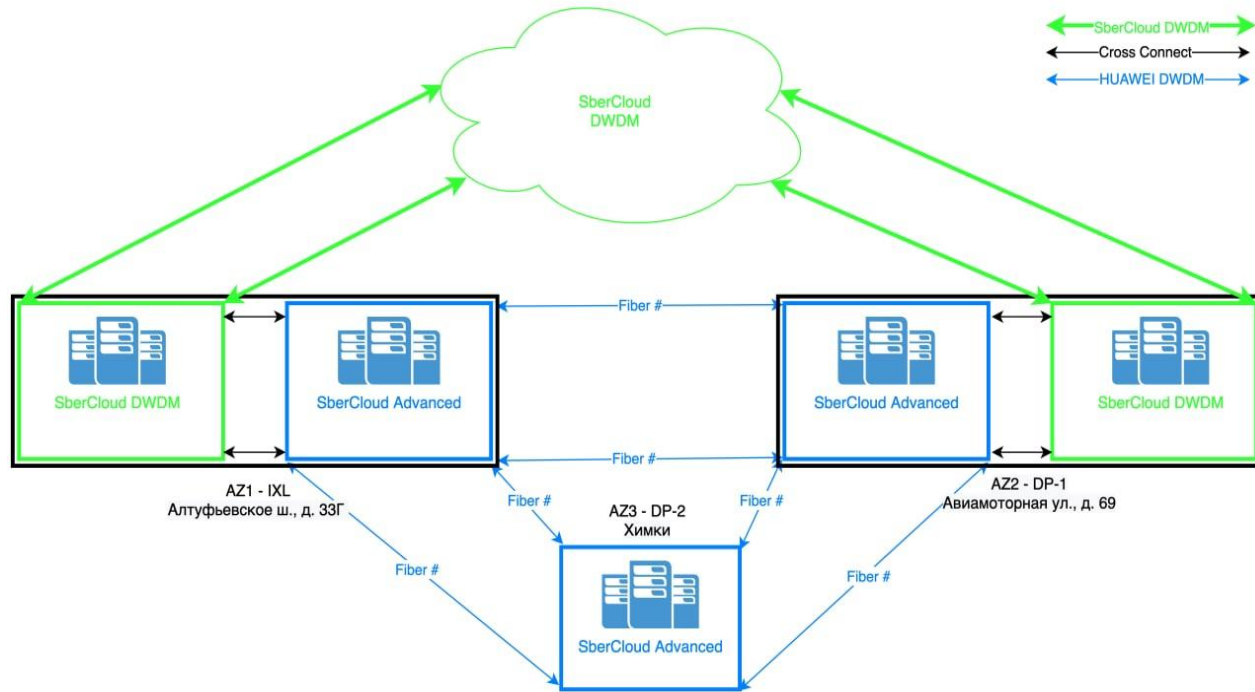 SberCloud DWDM
Cross Connect
HUAWEI DWDM
SberCloud
DWDM
Fiber #
SberCloud DWDM
SberCloud Advanced
SberCloud Advanced
SberCloud DWDM
Fiber #
AZ1 - IXL
Алтуфьевское ш., д. 33Г
Fiber #
AZ3 - DP-2
Химки
Fiber #
AZ2 - DP-1
Авиамоторная ул., д. 69
Fiber #
Fiber #
SberCloud Advanced